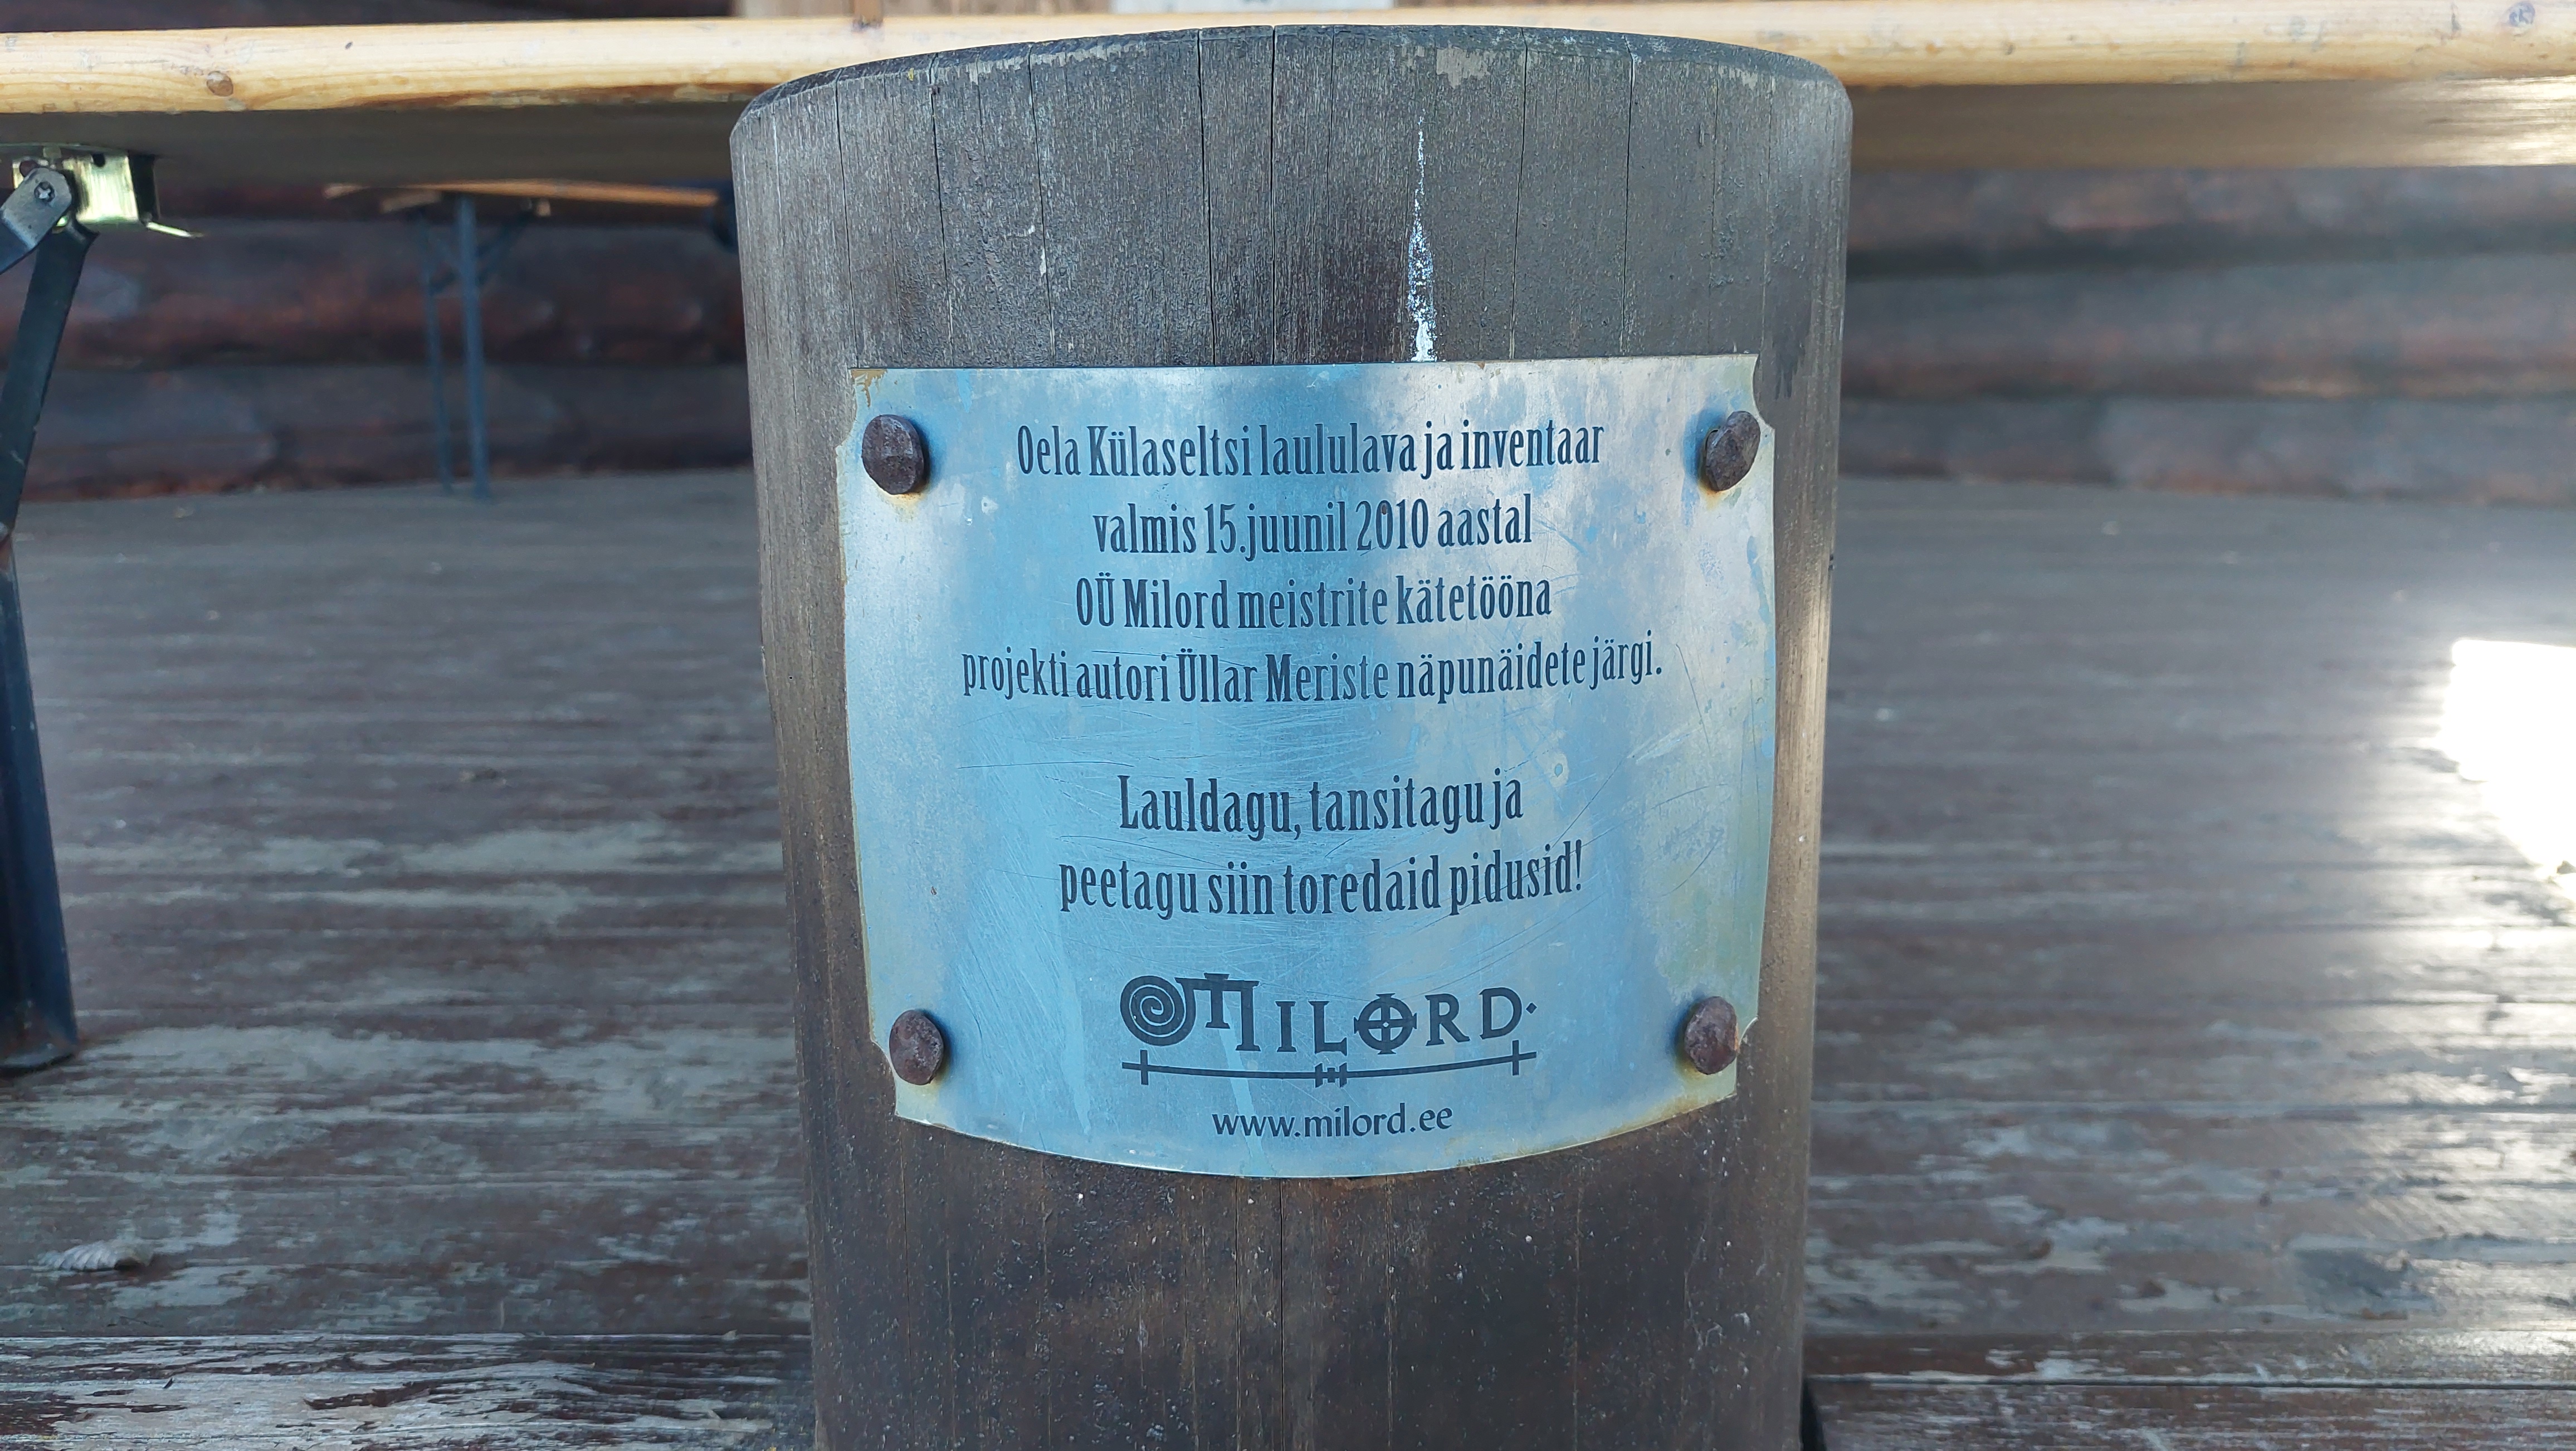 Oela Külaseltsi laululava ja inventaar
valmis 15.juunil 2010 aastal
OÜ Milord meistrite kätetööna
projekti autori Üllar Meriste näpunäidete järgi.
Lauldagu, tansitagu ja
peetagu siin toredaid pidusid!
MILORD
www.milord.ee